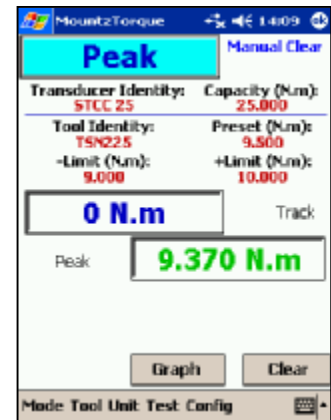 MountzTorque 14:09 ok
Peak Manual Clear
Transducer Identity: Capacity (N.m):
STCC 25 25.000
Tool Identity: Preset (N.m):
TSN225 9.500
-Limit (N.m): +Limit (N.m):
9.000 10.000
0 N.m Track
Peak 9.370 N.m
Graph Clear
Mode Tool Unit Test Config